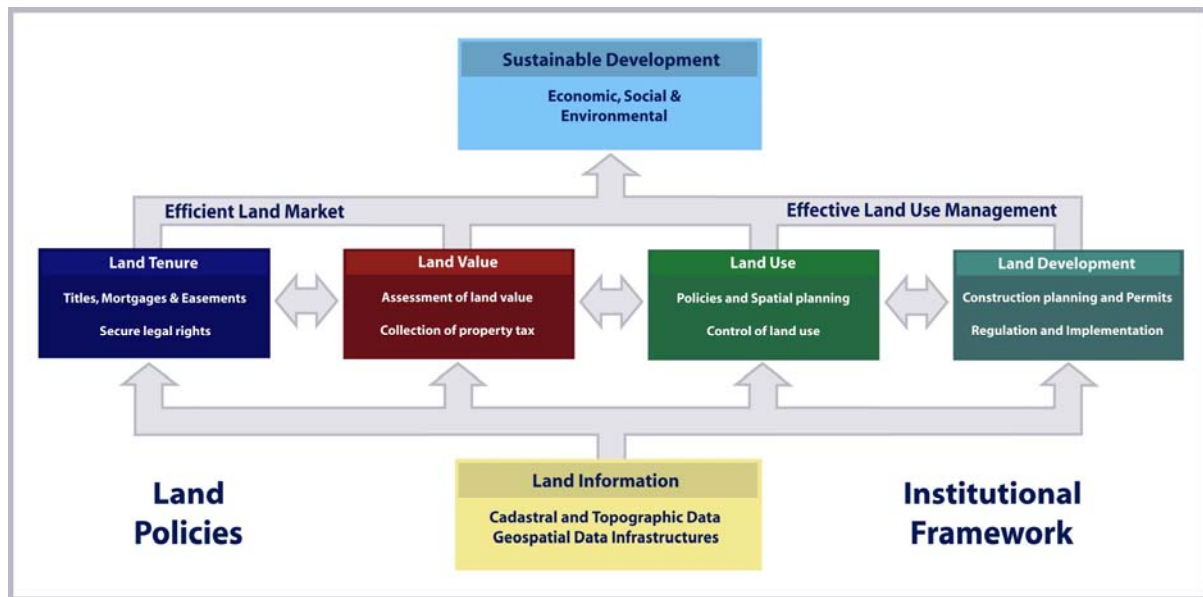 Sustainable Development
Economic, Social &
Environmental
Efficient Land Market
Effective Land Use Management
Land Tenure
Titles, Mortgages & Easements
Secure legal rights
Land Value
Assessment of land value
Collection of property tax
Land Use
Policies and Spatial planning
Control of land use
Land Development
Construction planning and Permits
Regulation and Implementation
Land
Policies
Land Information
Cadastral and Topographic Data
Geospatial Data Infrastructures
Institutional
Framework